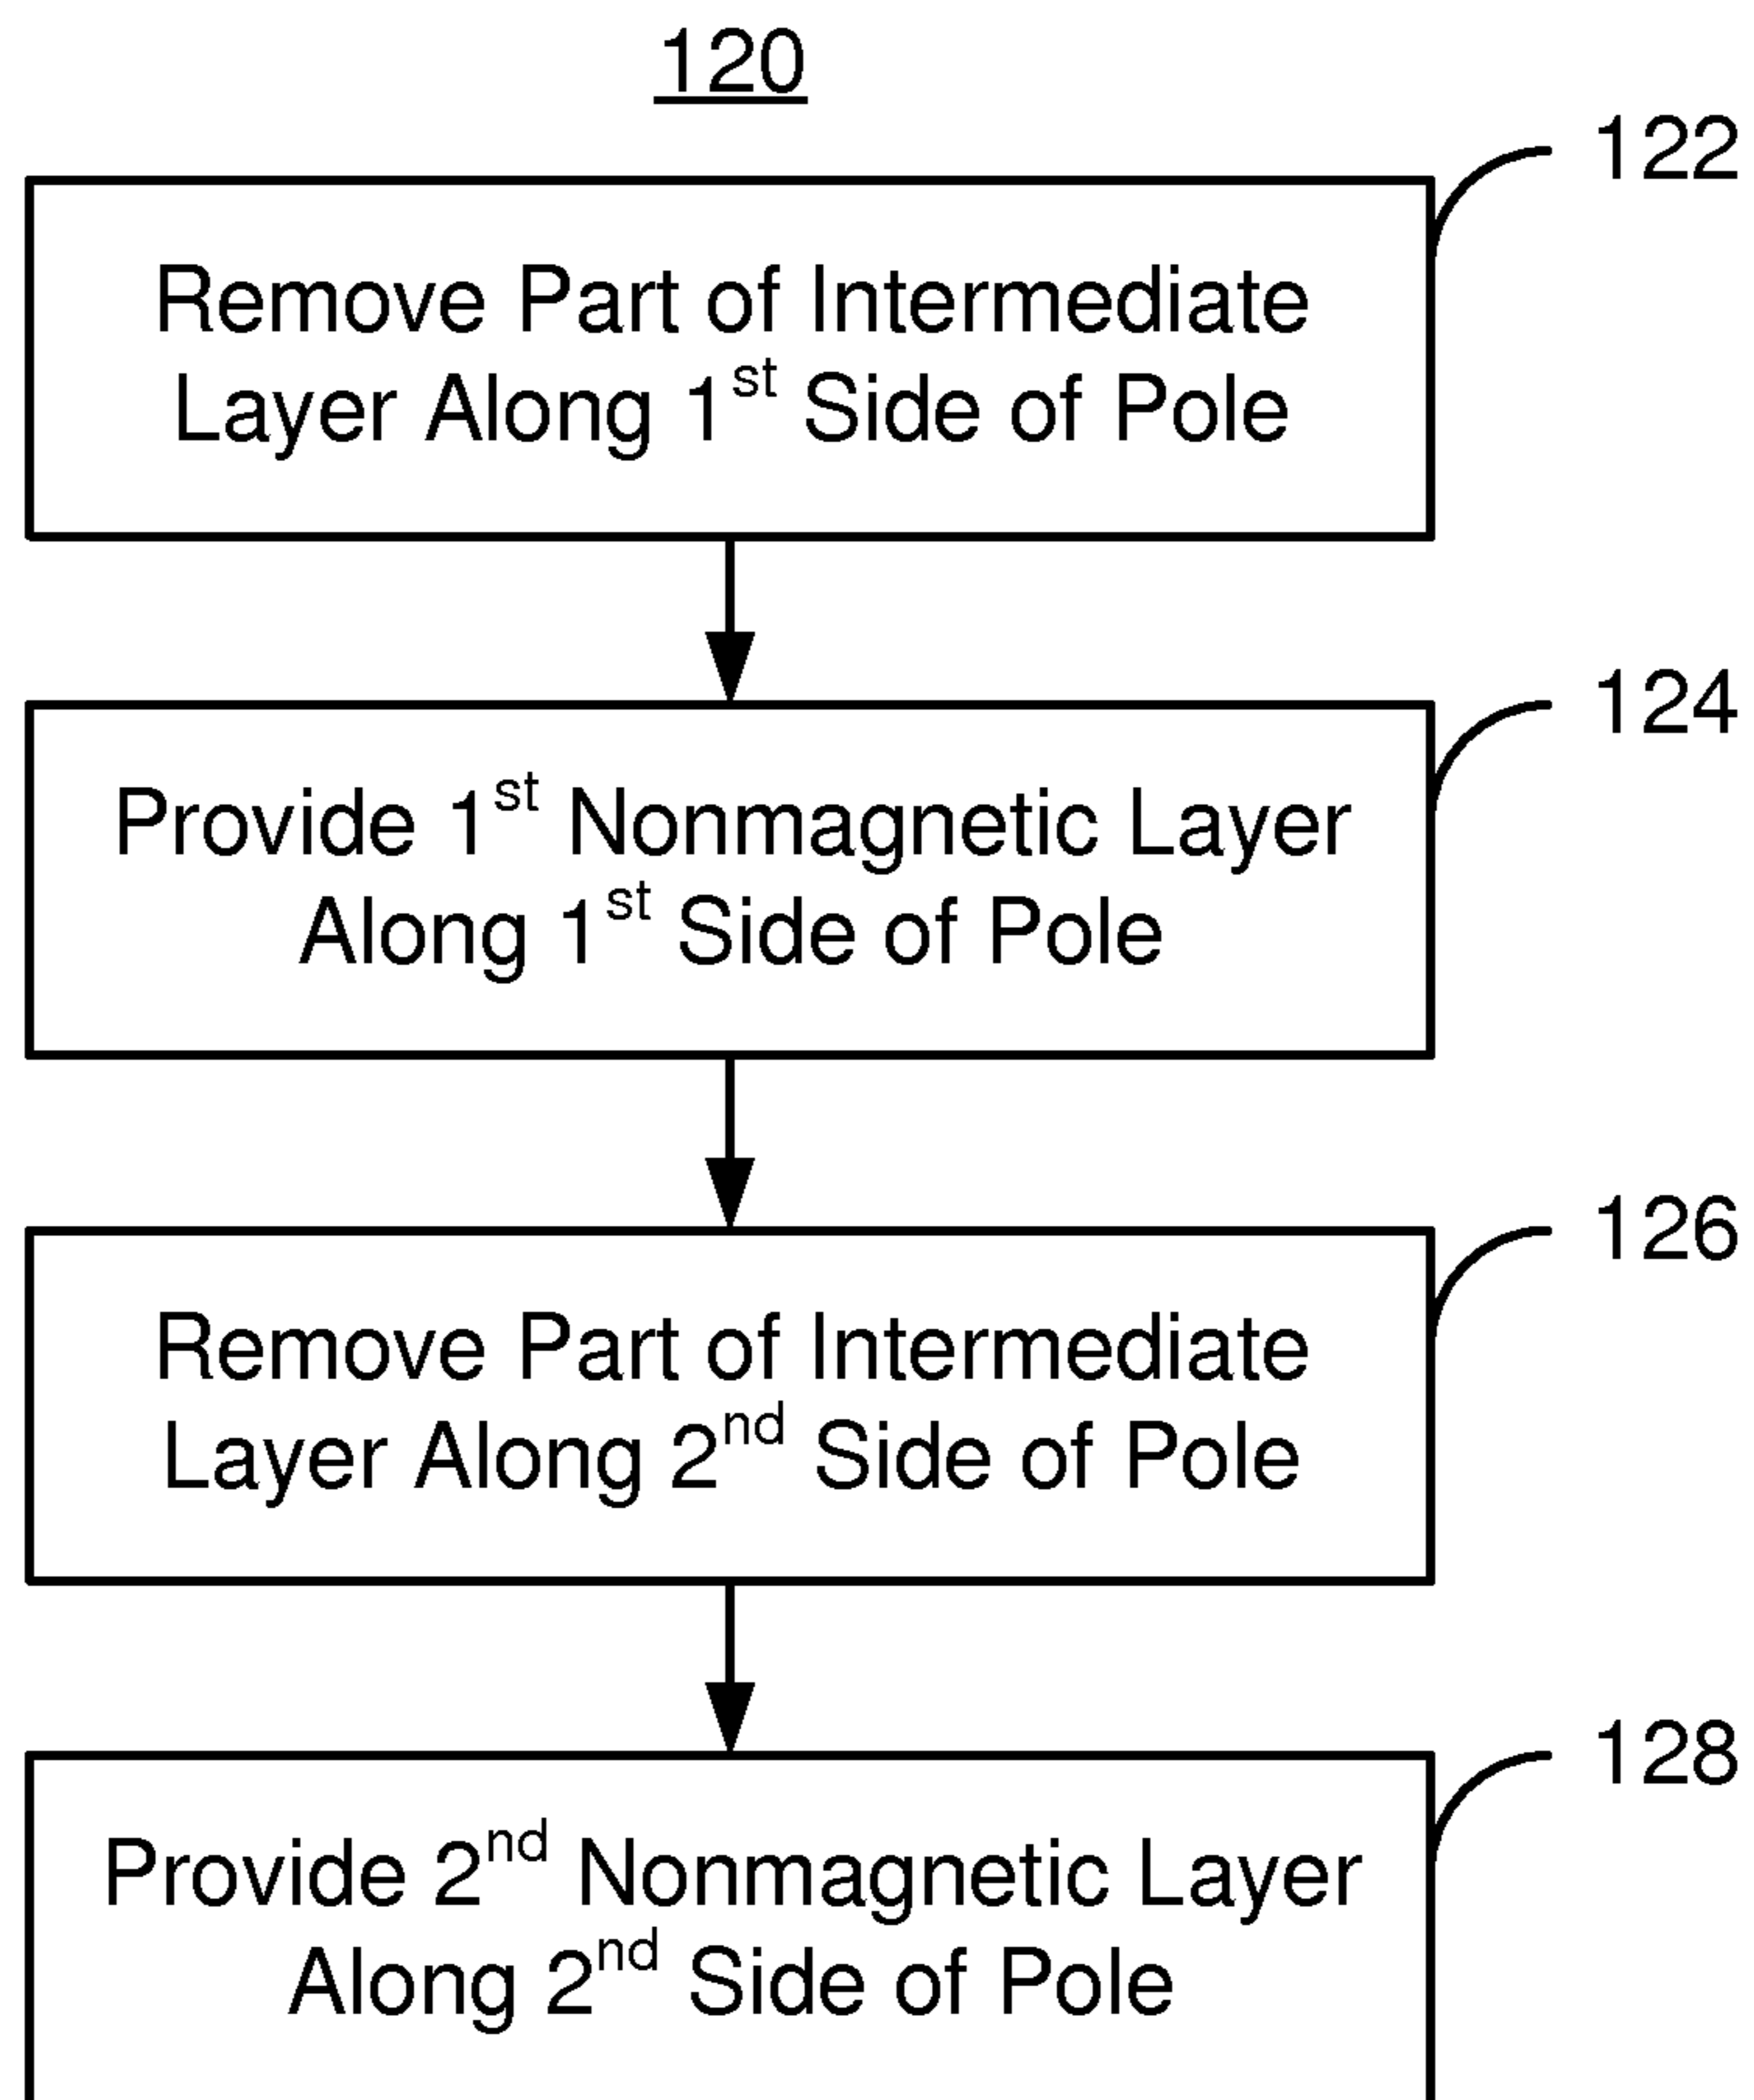 120
122
Remove Part of Intermediate
Layer Along 1st Side of Pole
124
Provide 1st Nonmagnetic Layer
Along 1st Side of Pole
126
Remove Part of Intermediate
Layer Along 2nd Side of Pole
128
Provide 2nd Nonmagnetic Layer
Along 2nd Side of Pole